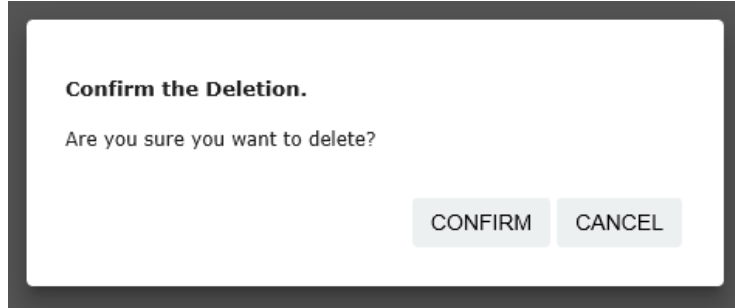 Confirm the Deletion.
Are you sure you want to delete?
CONFIRM CANCEL